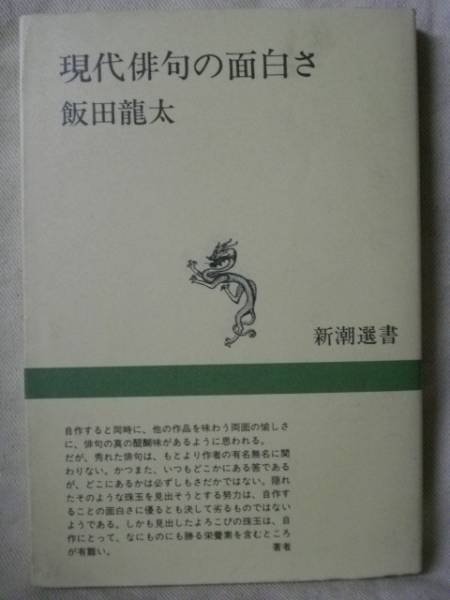 現代俳句の面白さ
飯田龍太
新潮選書
自作すると同時に、他の作品を味わう両面の愉しさ
に、俳句の真の醍醐味があるように思われる。
だが、秀れた俳句は、もとより作者の有名無名に関
わりない。かつまた、いつもどこかにある筈である
が、どこにあるかは必ずしもさだかではない。隠れ
たそのような珠玉を見出そうとする努力は、自作す
ることの面白さに優るとも決して劣るものではない
ようである。しかも見出したよろこびの珠玉は、自
作にとって、なにものにも勝る栄養素を含むところ
が有難い。 著者